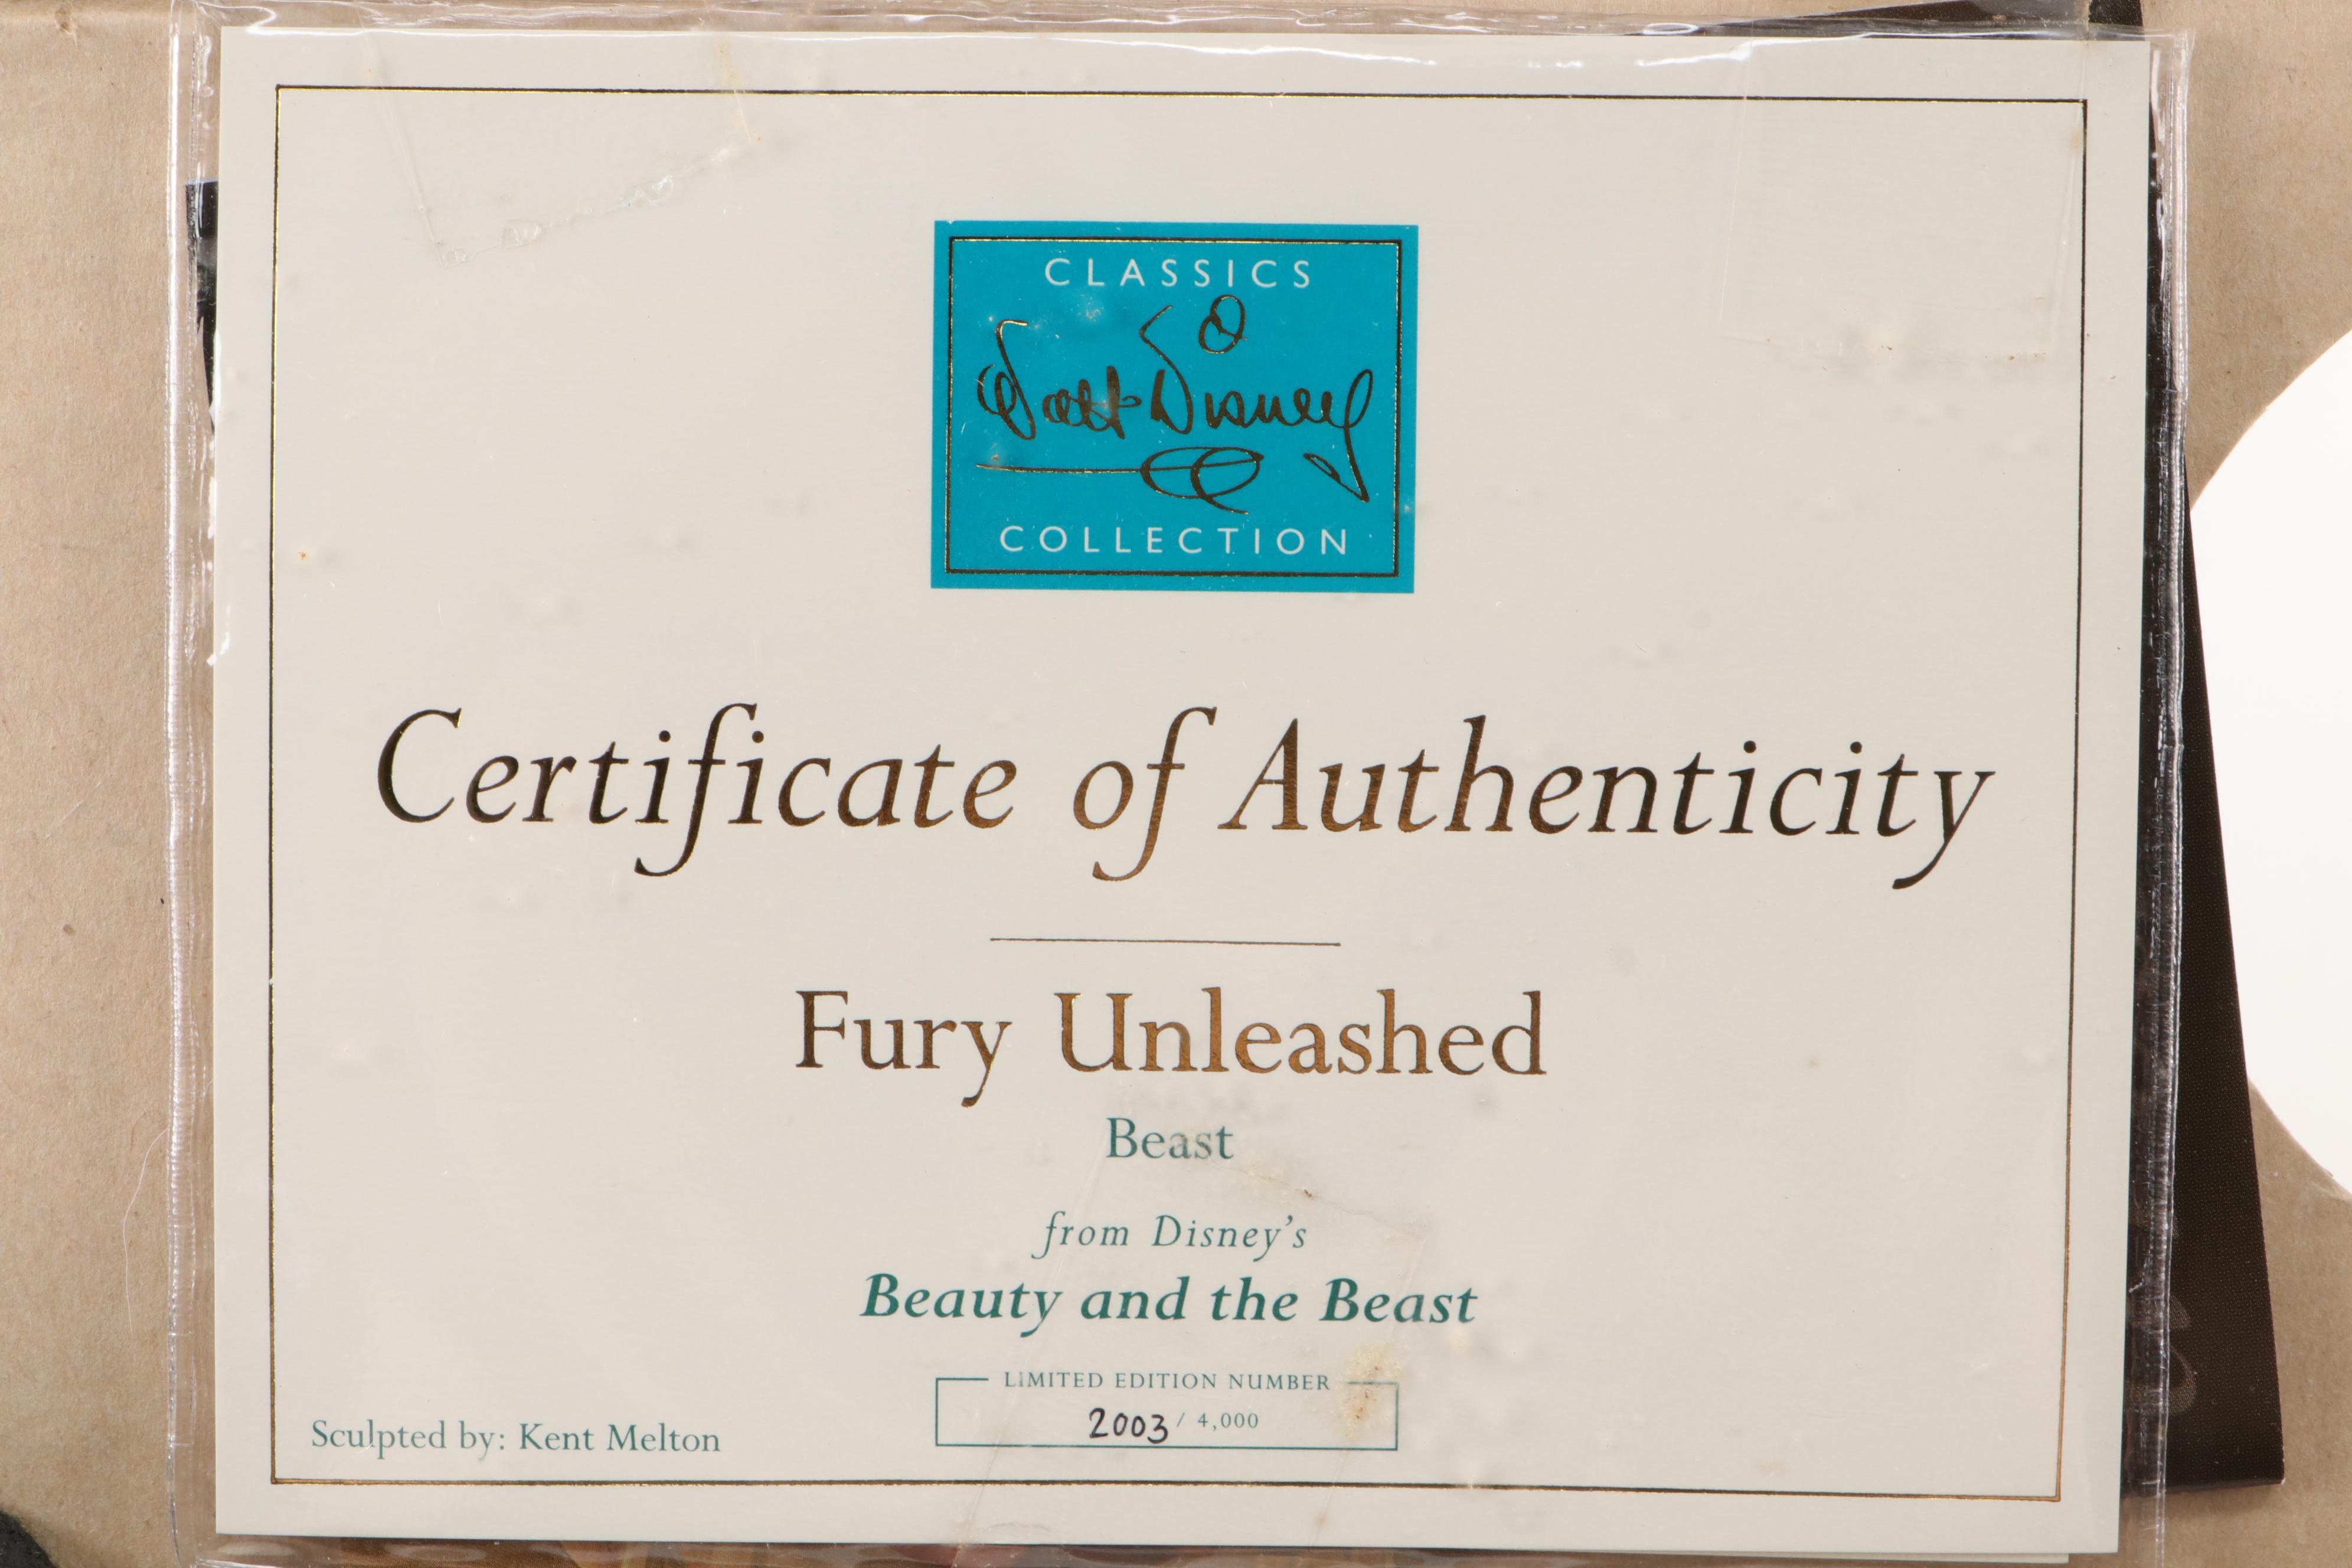 CLASSICS
Walt Disney
COLLECTION
Certificate of Authenticity
Fury Unleashed
Beast
from Disney's
Beauty and the Beast
LIMITED EDITION NUMBER
2003 / 4,000
Sculpted by: Kent Melton